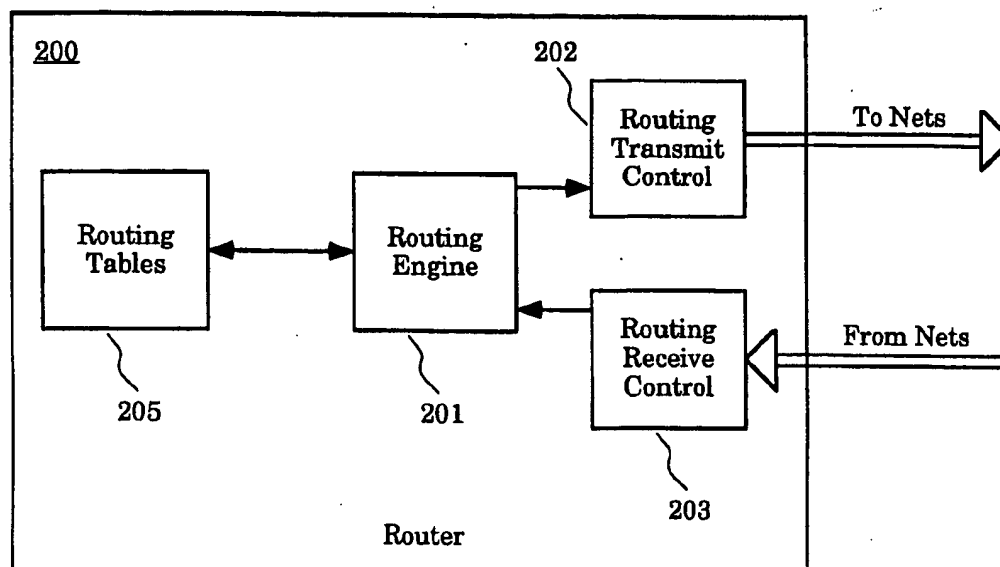 200
202
Routing
Transmit
Control
To Nets
Routing
Tables
Routing
Engine
Routing
Receive
Control
From Nets
205
201
203
Router